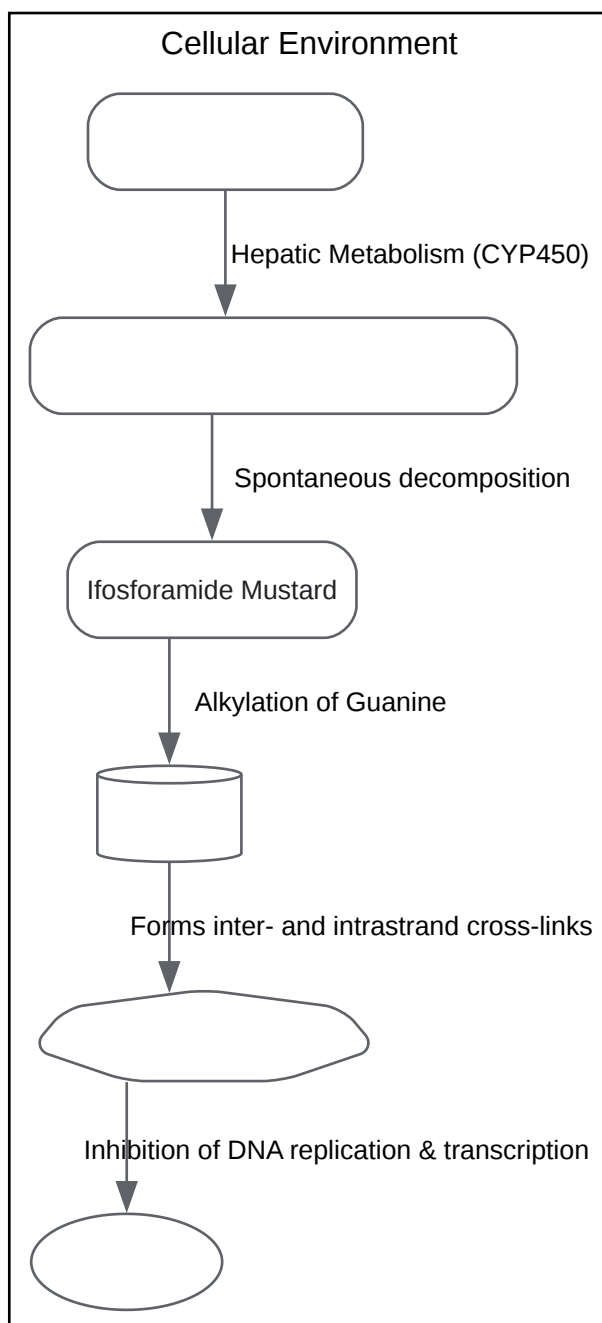 Cellular Environment
Hepatic Metabolism (CYP450)
Spontaneous decomposition
Ifosforamide Mustard
Alkylation of Guanine
Forms inter- and intrastrand cross-links
Inhibition of DNA replication & transcription